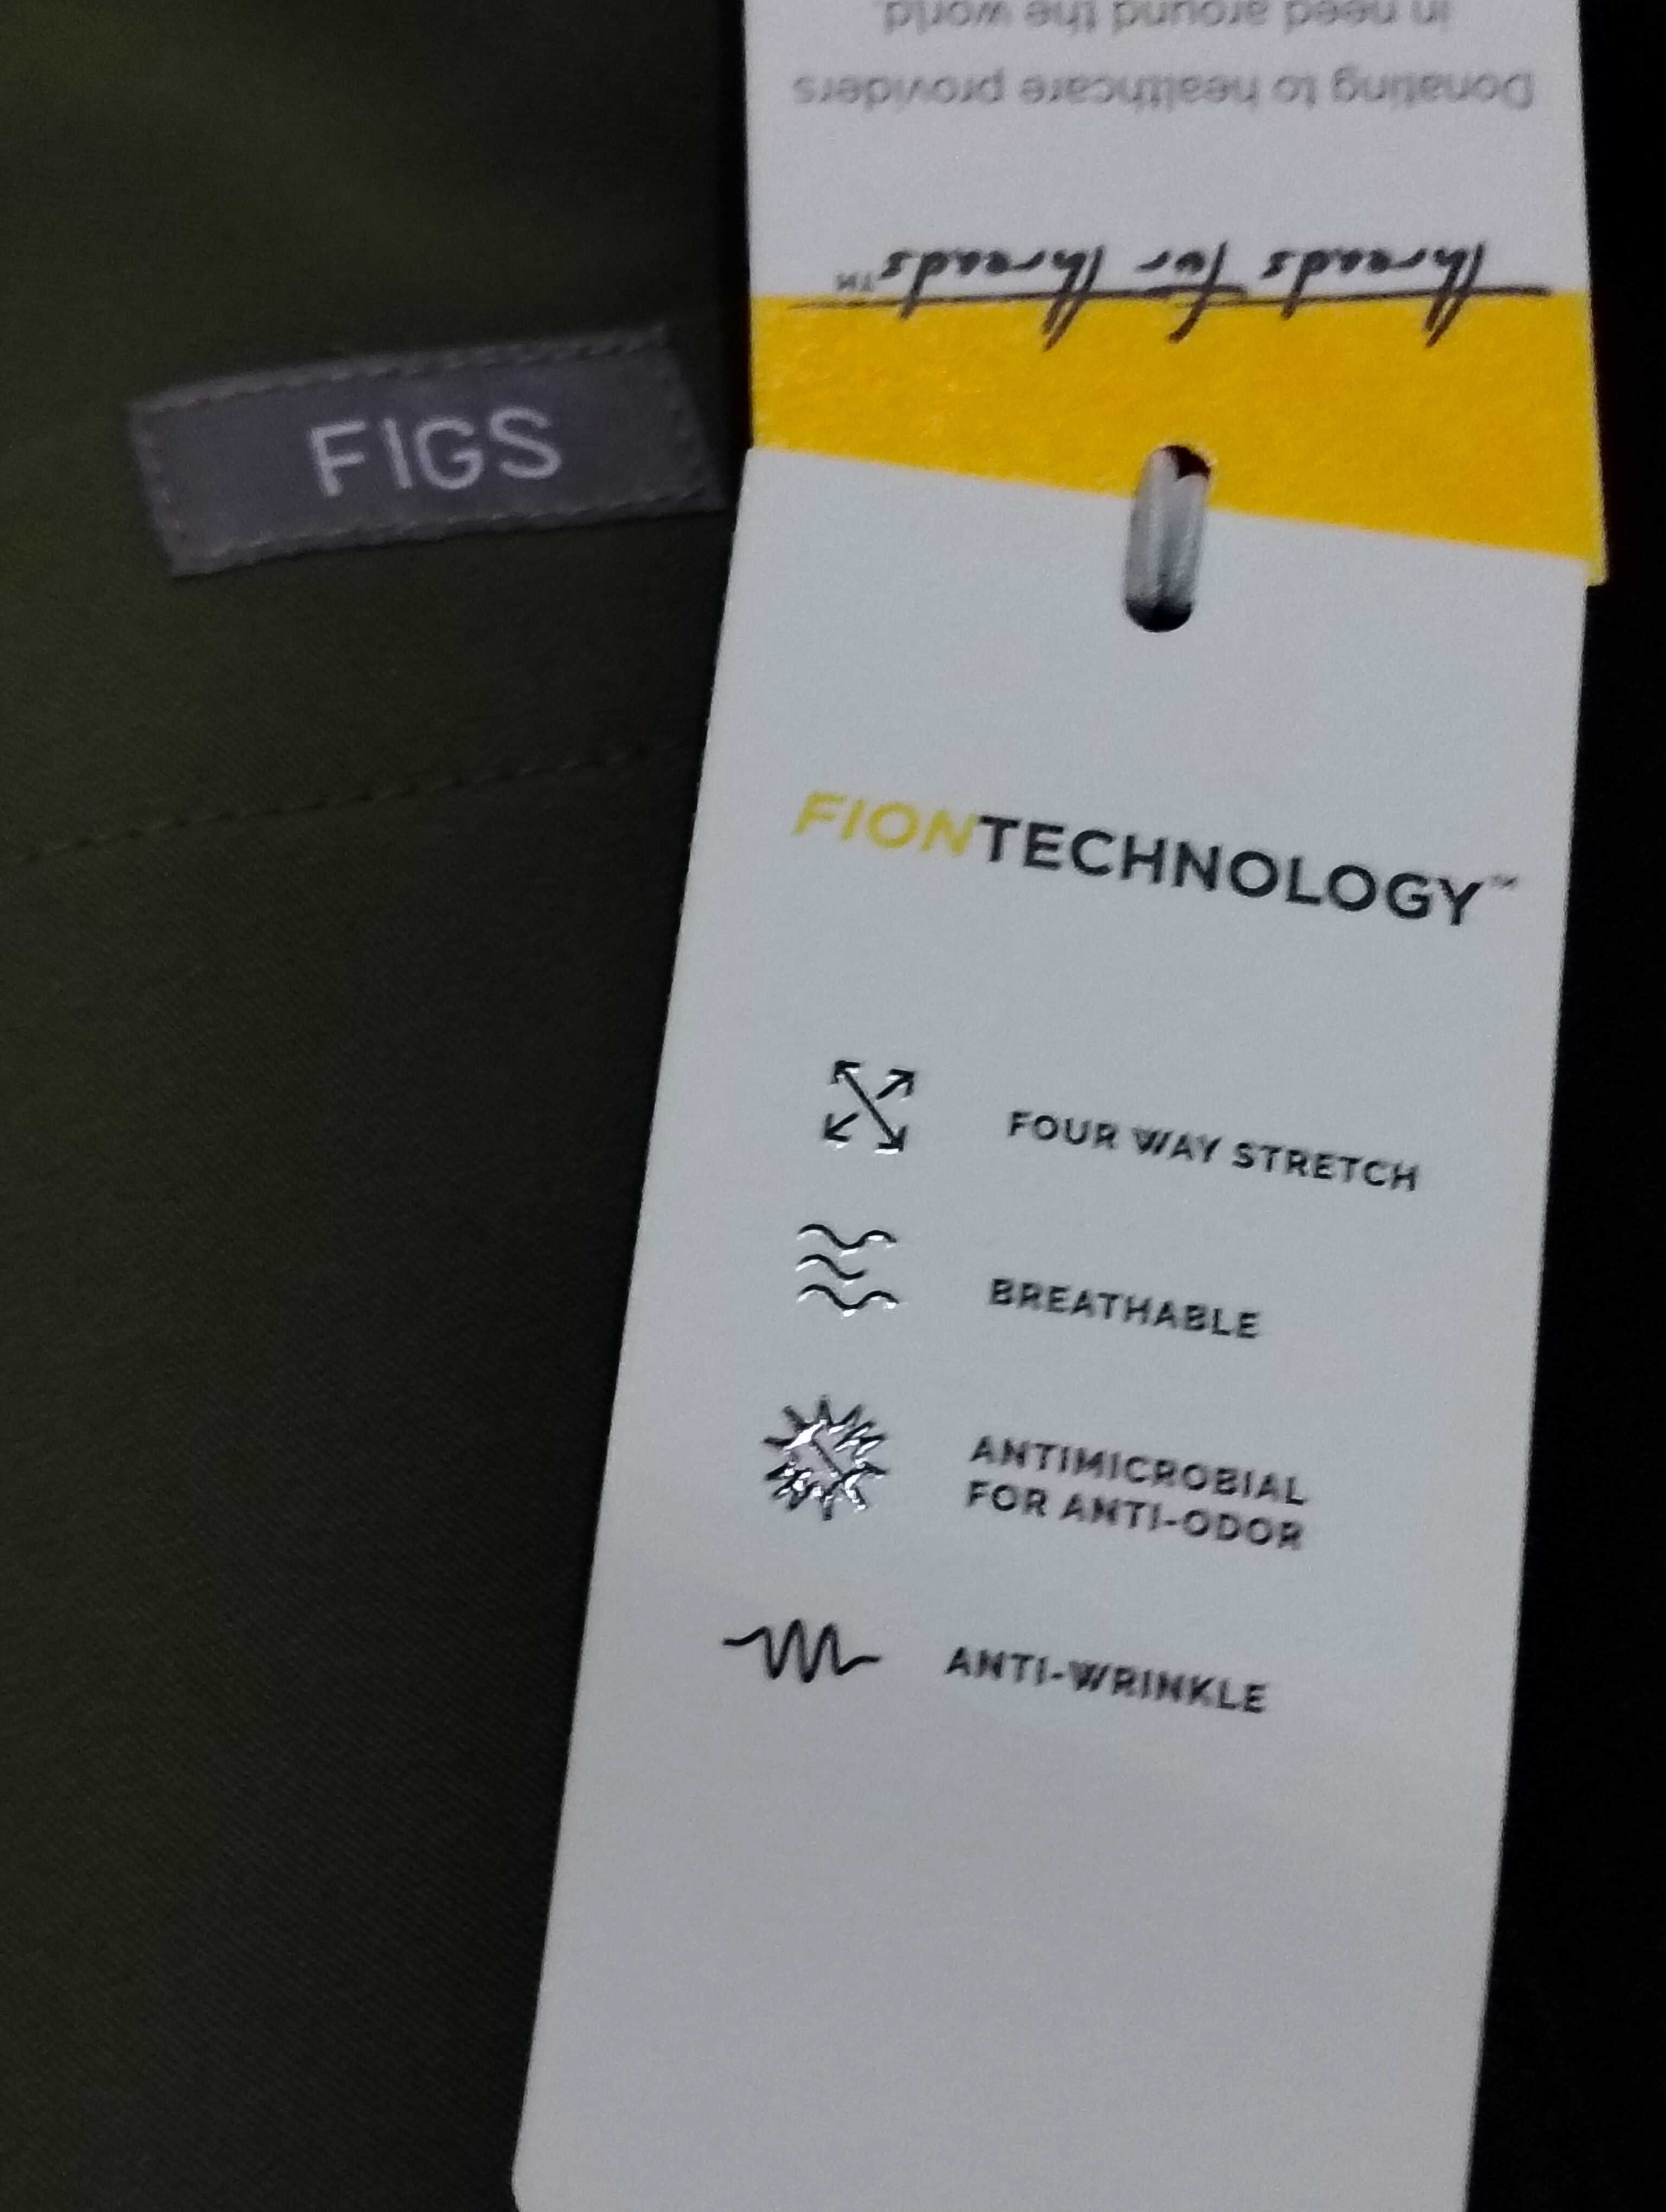 in need around the world.
Donating to healthcare providers
threads for threads™
FIGS
FIONTECHNOLOGY™
FOUR WAY STRETCH
BREATHABLE
ANTIMICROBIAL
FOR ANTI-ODOR
ANTI-WRINKLE